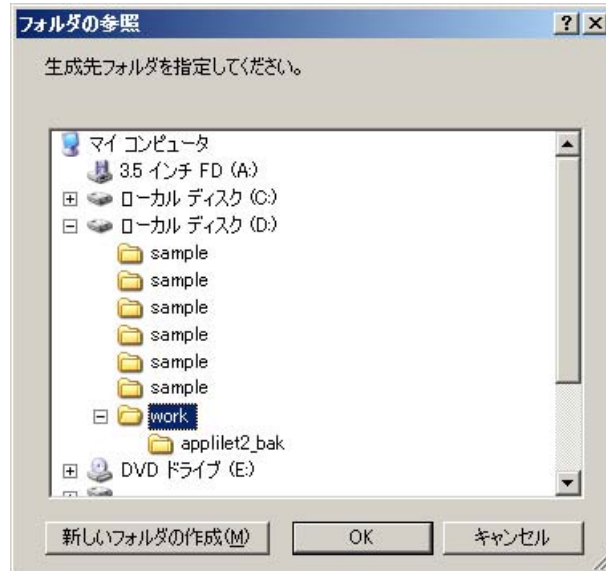 フォルダの参照
生成先フォルダを指定してください。
マイ コンピュータ
3.5 インチ FD (A:)
ローカル ディスク (C:)
ローカル ディスク (D:)
sample
sample
sample
sample
sample
sample
work
applilet2_bak
DVD ドライブ (E:)
新しいフォルダの作成(M) OK キャンセル